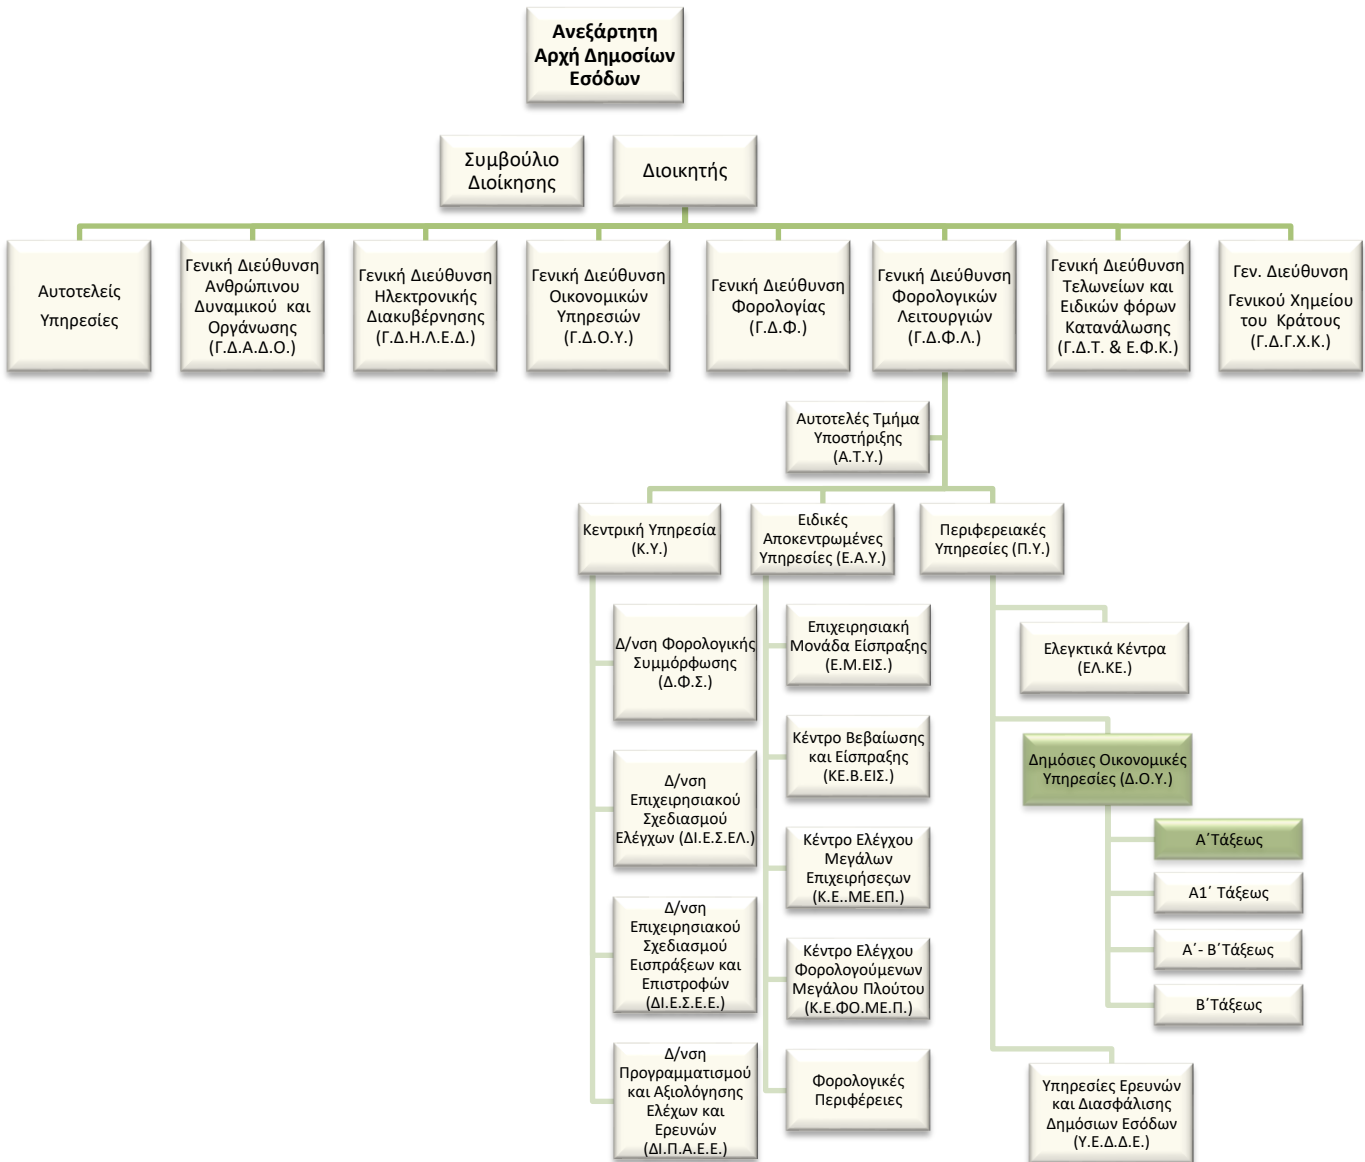 Ανεξάρτητη
Αρχή Δημοσίων
Εσόδων
Συμβούλιο
Διοίκησης
Διοικητής
Αυτοτελείς
Υπηρεσίες
Γενική Διεύθυνση
Ανθρώπινου
Δυναμικού και
Οργάνωσης
(Γ.Δ.Α.Δ.Ο.)
Γενική Διεύθυνση
Ηλεκτρονικής
Διακυβέρνησης
(Γ.Δ.Η.Λ.Ε.Δ.)
Γενική Διεύθυνση
Οικονομικών
Υπηρεσιών
(Γ.Δ.Ο.Υ.)
Γενική Διεύθυνση
Φορολογίας
(Γ.Δ.Φ.)
Γενική Διεύθυνση
Φορολογικών
Λειτουργιών
(Γ.Δ.Φ.Λ.)
Γενική Διεύθυνση
Τελωνείων και
Ειδικών φόρων
Κατανάλωσης
(Γ.Δ.Τ. & Ε.Φ.Κ.)
Γεν. Διεύθυνση
Γενικού Χημείου
του Κράτους
(Γ.Δ.Γ.Χ.Κ.)
Αυτοτελές Τμήμα
Υποστήριξης
(Α.Τ.Υ.)
Κεντρική Υπηρεσία
(Κ.Υ.)
Ειδικές
Αποκεντρωμένες
Υπηρεσίες (Ε.Α.Υ.)
Περιφερειακές
Υπηρεσίες (Π.Υ.)
Δ/νση Φορολογικής
Συμμόρφωσης
(Δ.Φ.Σ.)
Δ/νση
Επιχειρησιακού
Σχεδιασμού
Ελέγχων (ΔΙ.Ε.Σ.ΕΛ.)
Δ/νση
Επιχειρησιακού
Σχεδιασμού
Εισπράξεων και
Επιστροφών
(ΔΙ.Ε.Σ.Ε.Ε.)
Δ/νση
Προγραμματισμού
και Αξιολόγησης
Ελέχων και
Ερευνών
(ΔΙ.Π.Α.Ε.Ε.)
Επιχειρησιακή
Μονάδα Είσπραξης
(Ε.Μ.ΕΙΣ.)
Κέντρο Βεβαίωσης
και Είσπραξης
(ΚΕ.Β.ΕΙΣ.)
Κέντρο Ελέγχου
Μεγάλων
Επιχειρήσεςων
(Κ.Ε..ΜΕ.ΕΠ.)
Κέντρο Ελέγχου
Φορολογούμενων
Μεγάλου Πλούτου
(Κ.Ε.ΦΟ.ΜΕ.Π.)
Φορολογικές
Περιφέρειες
Ελεγκτικά Κέντρα
(ΕΛ.ΚΕ.)
Δημόσιες Οικονομικές
Υπηρεσίες (Δ.Ο.Υ.)
Α΄Τάξεως
Α1΄ Τάξεως
Α΄- Β΄Τάξεως
Β΄Τάξεως
Υπηρεσίες Ερευνών
και Διασφάλισης
Δημόσιων Εσόδων
(Υ.Ε.Δ.Δ.Ε.)